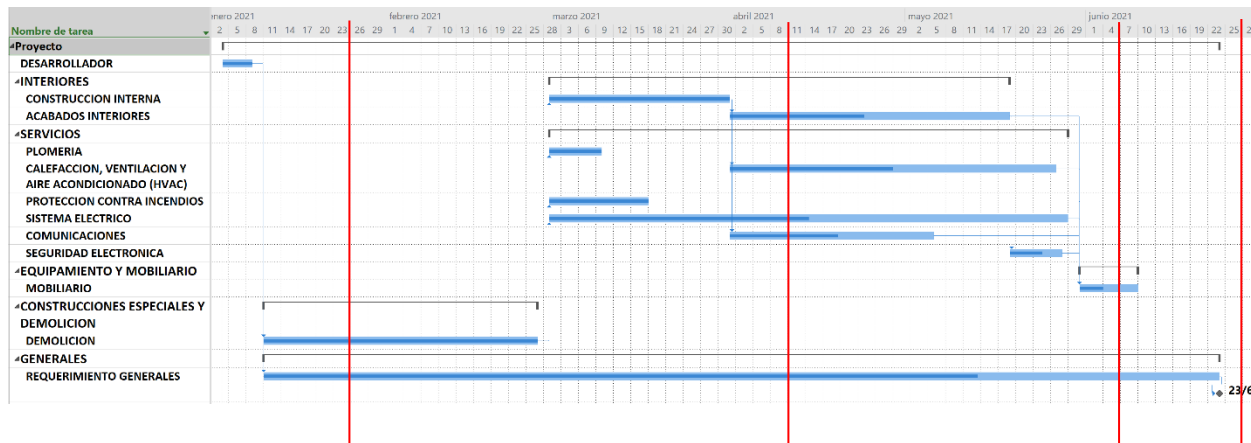 enero 2021 febrero 2021 marzo 2021 abril 2021 mayo 2021 junio 2021
Nombre de tarea 2 5 8 11 14 17 20 23 26 29 1 4 7 10 13 16 19 22 25 28 3 6 9 12 15 18 21 24 27 30 2 5 8 11 14 17 20 23 26 29 2 5 8 11 14 17 20 23 26 29 1 4 7 10 13 16 19 22 25
Proyecto
DESARROLLADOR
INTERIORES
CONSTRUCCION INTERNA
ACABADOS INTERIORES
SERVICIOS
PLOMERIA
CALEFACCION, VENTILACION Y
AIRE ACONDICIONADO (HVAC)
PROTECCION CONTRA INCENDIOS
SISTEMA ELECTRICO
COMUNICACIONES
SEGURIDAD ELECTRONICA
EQUIPAMIENTO Y MOBILIARIO
MOBILIARIO
CONSTRUCCIONES ESPECIALES Y
DEMOLICION
DEMOLICION
GENERALES
REQUERIMIENTO GENERALES
23/6